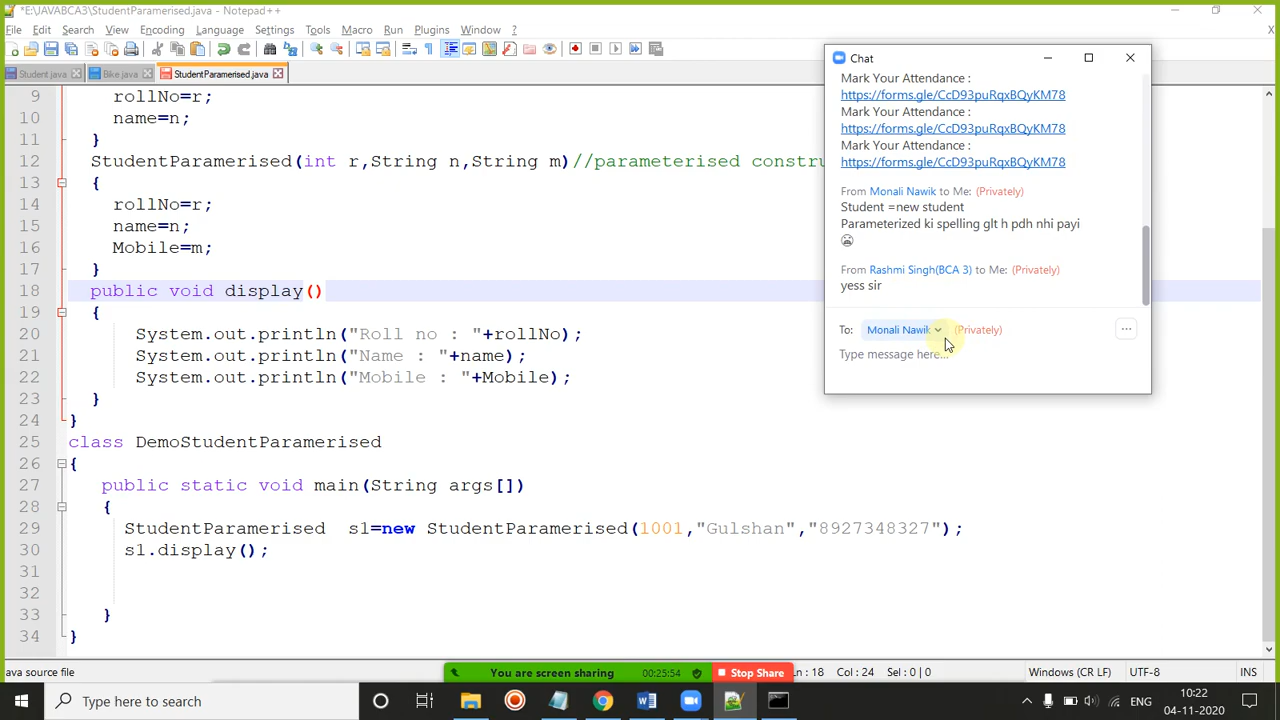 *E:\JAVABCA3\StudentParamerised.java - Notepad++
File Edit Search View Encoding Language Settings Tools Macro Run Plugins Window ?
X
Student.java Bike.java StudentParamerised.java
9 rollNo=r;
10 name=n;
11 }
12 StudentParamerised(int r,String n,String m)//parameterised constru
13 {
14 rollNo=r;
15 name=n;
16 Mobile=m;
17 }
18 public void display()
19 {
20 System.out.println("Roll no : "+rollNo);
21 System.out.println("Name : "+name);
22 System.out.println("Mobile : "+Mobile);
23 }
24 }
25 class DemoStudentParamerised
26 {
27 public static void main(String args[])
28 {
29 StudentParamerised s1=new StudentParamerised(1001,"Gulshan","8927348327");
30 s1.display();
31
32
33 }
34 }
Chat
Mark Your Attendance :
https://forms.gle/CcD93puRqxBQyKM78
Mark Your Attendance :
https://forms.gle/CcD93puRqxBQyKM78
Mark Your Attendance :
https://forms.gle/CcD93puRqxBQyKM78
From Monali Nawik to Me: (Privately)
Student =new student
Parameterized ki spelling glt h pdh nhi payi
😭
From Rashmi Singh(BCA 3) to Me: (Privately)
yess sir
To: Monali Nawik (Privately)
Type message here...
ava source file
You are screen sharing 00:25:54 Stop Share
Ln : 18 Col : 24 Sel : 0 | 0 Windows (CR LF) UTF-8 INS
Type here to search
ENG
10:22
04-11-2020